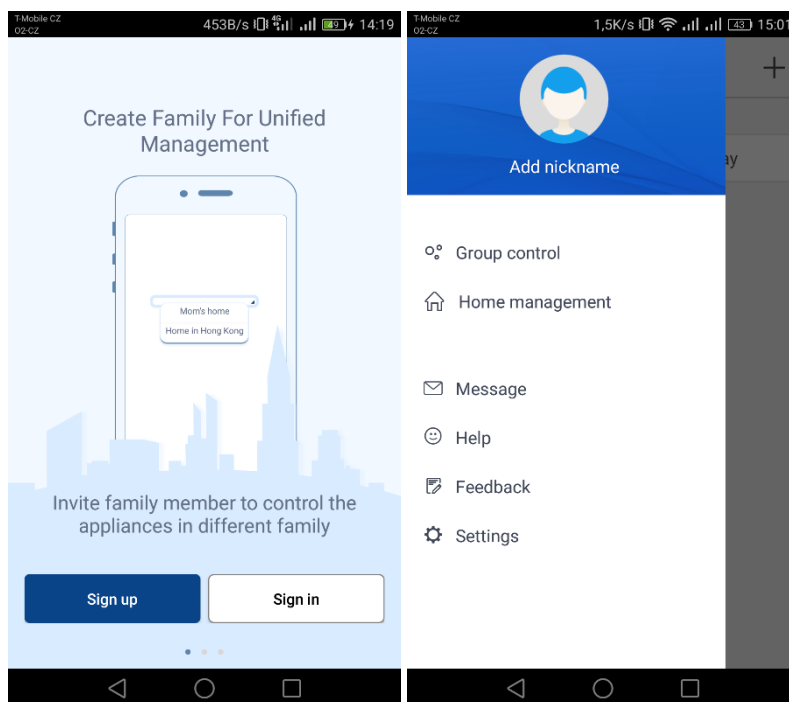 T-Mobile CZ
O2-CZ
453B/s 4G 49 14:19
Create Family For Unified
Management
Mom's home
Home in Hong Kong
Invite family member to control the
appliances in different family
Sign up
Sign in
T-Mobile CZ
O2-CZ
1,5K/s 43 15:01
Add nickname
Group control
Home management
Message
Help
Feedback
Settings